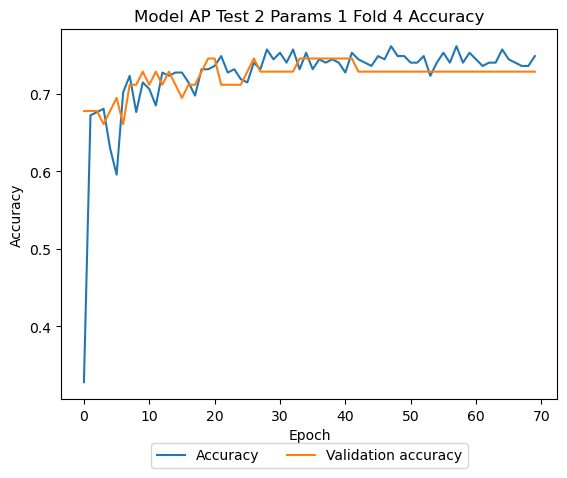 Model AP Test 2 Params 1 Fold 4 Accuracy
Accuracy
0.7
0.6
0.5
0.4
0 10 20 30 40 50 60 70
Epoch
Accuracy Validation accuracy